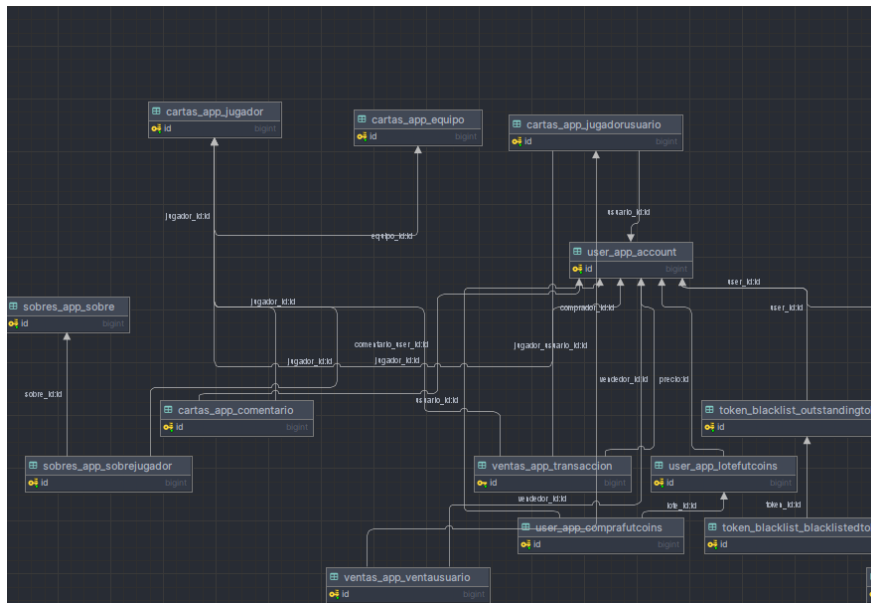 cartas_app_jugador
id bigint
cartas_app_equipo
id bigint
cartas_app_jugadorusuario
id bigint
jugador_id:id
usuario_id:id
equipo_id:id
user_app_account
id bigint
user_id:id
sobres_app_sobre
id bigint
jugador_id:id
comprador_id:id
user_id:id
comentario_user_id:id
jugador_usuario_id:id
jugador_id:id
jugador_id:id
vendedor_id:id
precio:id
sobre_id:id
usuario_id:id
cartas_app_comentario
id bigint
token_blacklist_outstandingto
id
sobres_app_sobrejugador
id bigint
ventas_app_transaccion
id bigint
user_app_lotefutcoins
id bigint
vendedor_id:id
lote_id:id
token_id:id
user_app_comprafutcoins
id bigint
token_blacklist_blacklistedto
id
ventas_app_ventausuario
id bigint